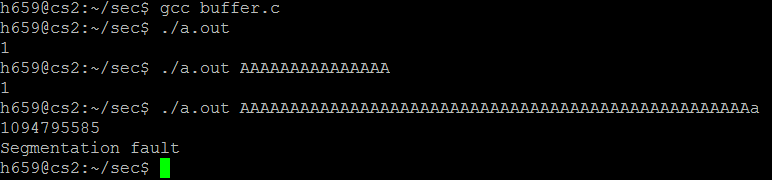 h659@cs2:~/sec$ gcc buffer.c
h659@cs2:~/sec$ ./a.out
1
h659@cs2:~/sec$ ./a.out AAAAAAAAAAAAAAA
1
h659@cs2:~/sec$ ./a.out AAAAAAAAAAAAAAAAAAAAAAAAAAAAAAAAAAAAAAAAAAAAAAAAAAAa
1094795585
Segmentation fault
h659@cs2:~/sec$